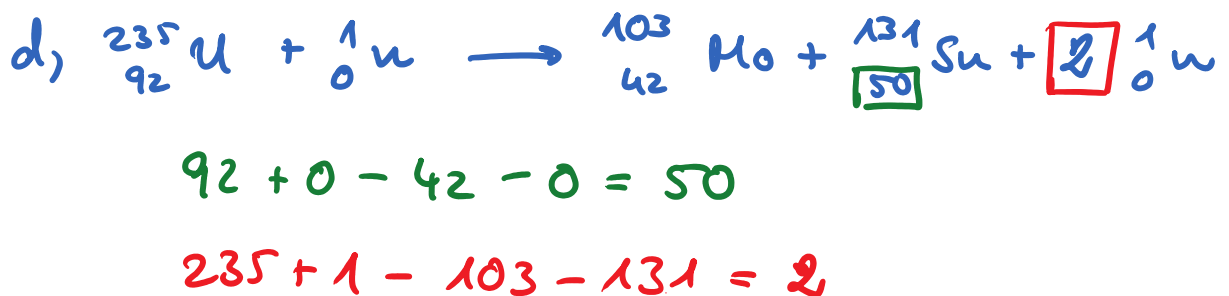 d) ²³⁵₉₂U + ¹₀n ⟶ ¹⁰³₄₂Mo + ¹³¹₅₀Sn + 2 ¹₀n
92 + 0 - 42 - 0 = 50
235 + 1 - 103 - 131 = 2